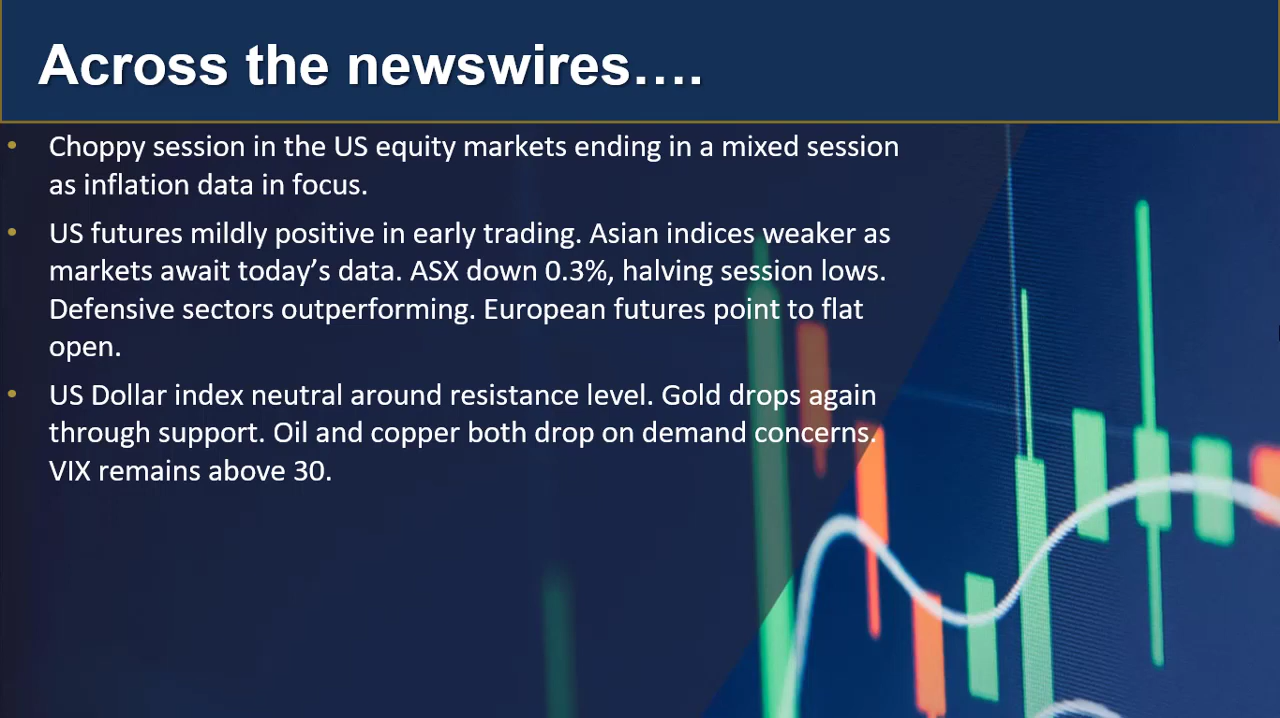 Across the newswires….
• Choppy session in the US equity markets ending in a mixed session
as inflation data in focus.
• US futures mildly positive in early trading. Asian indices weaker as
markets await today’s data. ASX down 0.3%, halving session lows.
Defensive sectors outperforming. European futures point to flat
open.
• US Dollar index neutral around resistance level. Gold drops again
through support. Oil and copper both drop on demand concerns.
VIX remains above 30.